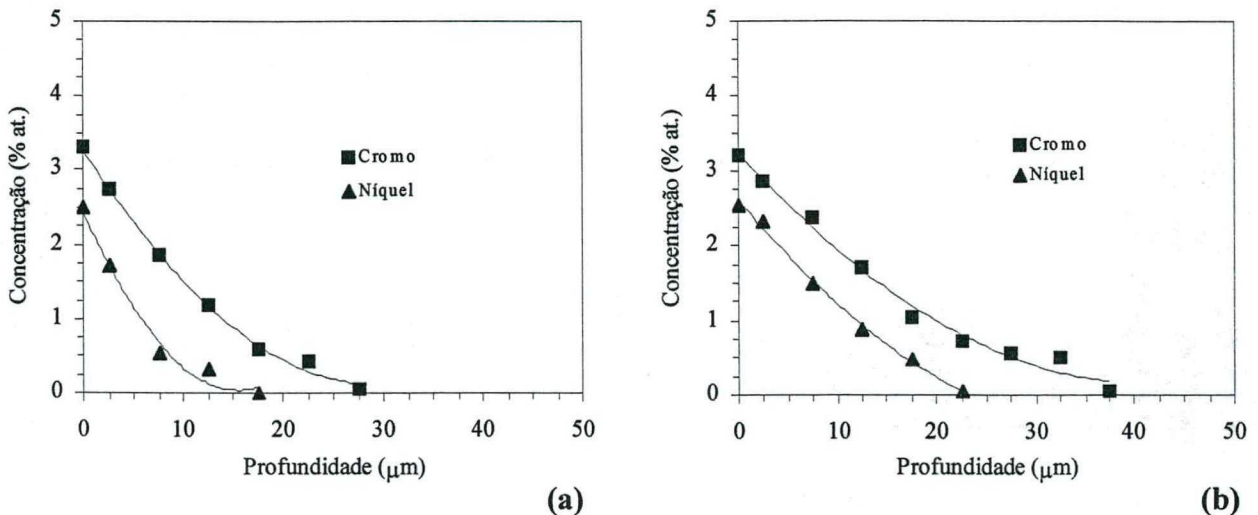 5
4
3
2
1
0
Concentração (% at.)
Cromo
Níquel
0
10
20
30
40
50
Profundidade (μm)
(a)
5
4
3
2
1
0
Concentração (% at.)
Cromo
Níquel
0
10
20
30
40
50
Profundidade (μm)
(b)